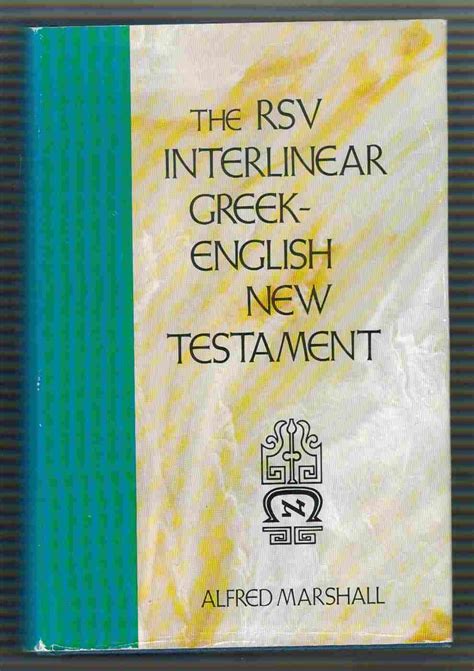 THE RSV
INTERLINEAR
GREEK-
ENGLISH
NEW
TESTAMENT
ALFRED MARSHALL